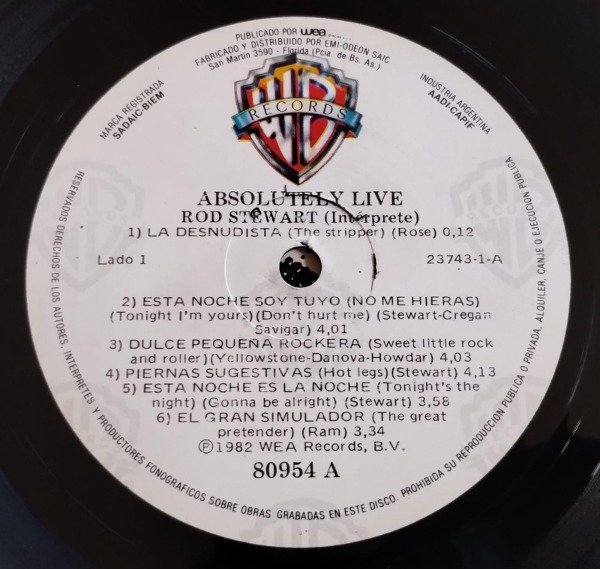 PUBLICADO POR wea
FABRICADO Y DISTRIBUIDO POR EMI-ODEON SAIC
San Martin 3590 - Florida (Pcia. de Bs. As.)
MARCA REGISTRADA
SADAIC-BIEM
INDUSTRIA ARGENTINA
AADI-CAPIF
WB
RECORDS
ABSOLUTELY LIVE
ROD STEWART (Intérprete)
1) LA DESNUDISTA (The stripper) (Rose) 0,12
Lado 1
23743-1-A
2) ESTA NOCHE SOY TUYO (NO ME HIERAS)
(Tonight I'm yours)(Don't hurt me) (Stewart-Cregan
Savigar) 4,01
3) DULCE PEQUEÑA ROCKERA (Sweet little rock
and roller)(Yellowstone-Danova-Howdar) 4,03
4) PIERNAS SUGESTIVAS (Hot legs)(Stewart) 4,13
5) ESTA NOCHE ES LA NOCHE (Tonight's the
night) (Gonna be alright) (Stewart) 3,58
6) EL GRAN SIMULADOR (The great
pretender) (Ram) 3,34
Ⓟ1982 WEA Records, B.V.
80954 A
RESERVADOS DERECHOS DE LOS AUTORES, INTERPRETES Y PRODUCTORES FONOGRAFICOS SOBRE OBRAS GRABADAS EN ESTE DISCO. PROHIBIDA SU REPRODUCCION PUBLICA O PRIVADA, ALQUILER, CANJE O EJECUCION PUBLICA